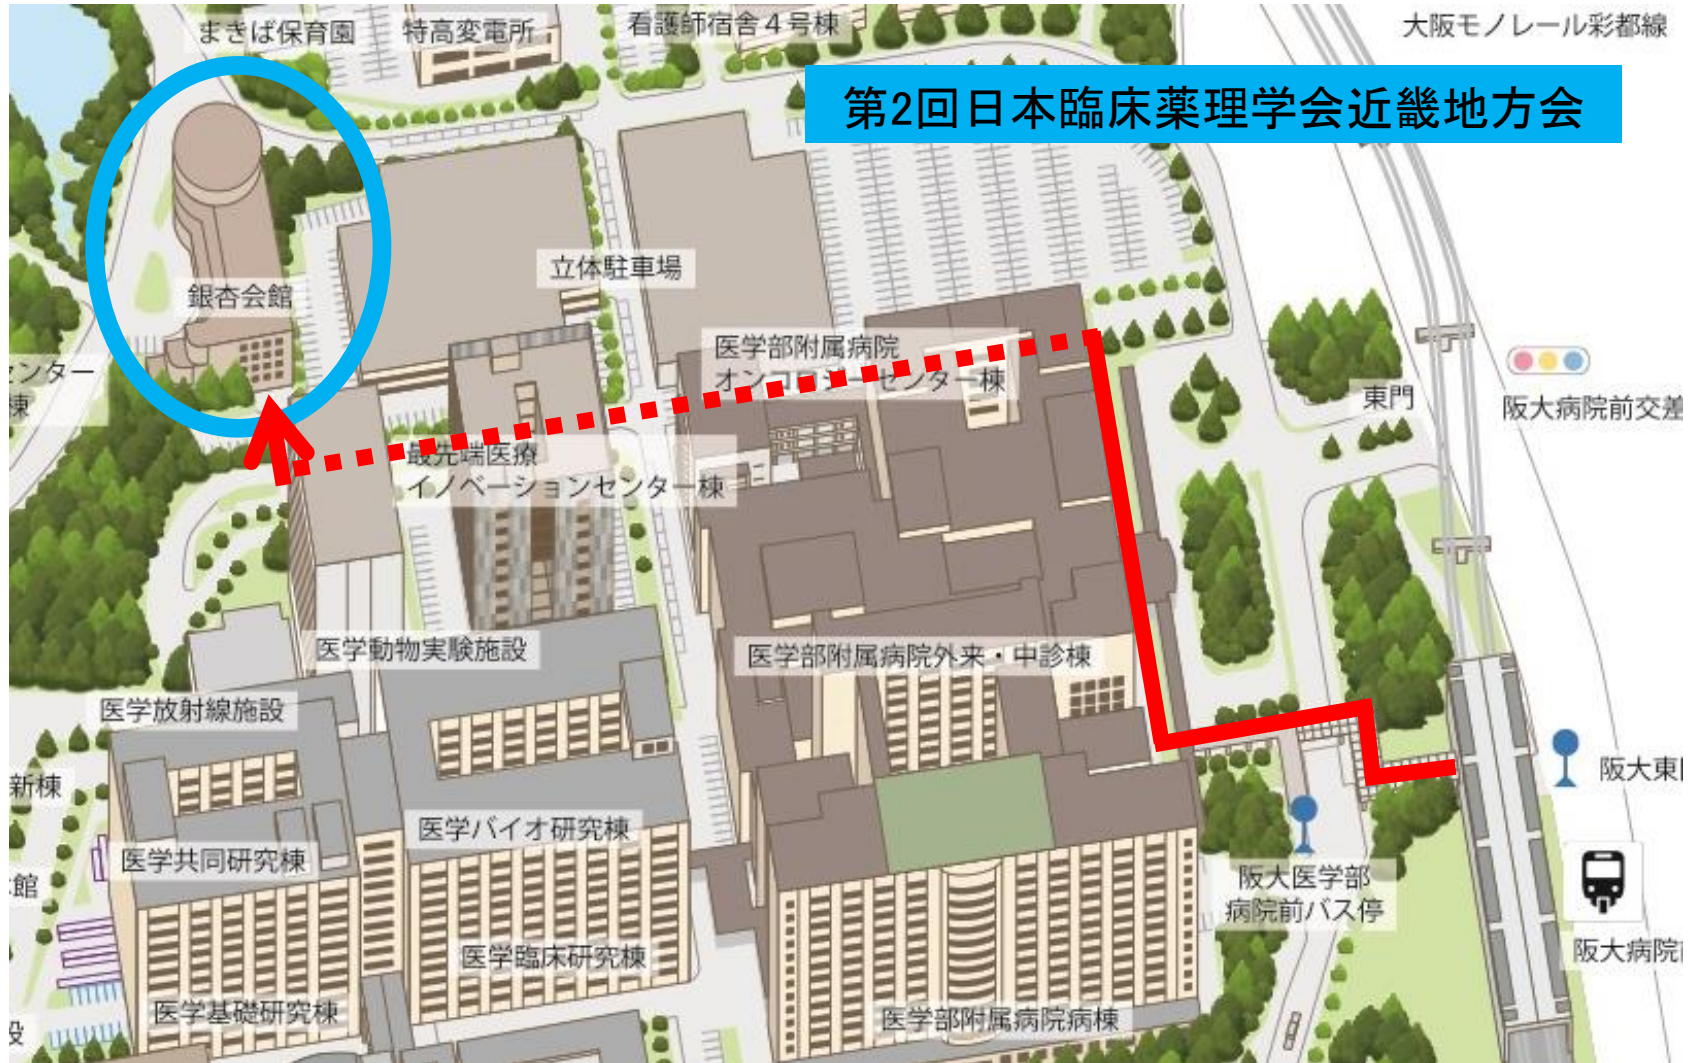 まきば保育園
特高変電所
看護師宿舎4号棟
大阪モノレール彩都線
第2回日本臨床薬理学会近畿地方会
立体駐車場
銀杏会館
医学部附属病院
オンコロジーセンター棟
ンター
棟
東門
阪大病院前交差
最先端医療
イノベーションセンター棟
医学動物実験施設
医学部附属病院外来・中診棟
医学放射線施設
新棟
阪大東
医学バイオ研究棟
医学共同研究棟
館
阪大医学部
病院前バス停
医学臨床研究棟
阪大病院
医学基礎研究棟
医学部附属病院病棟
設